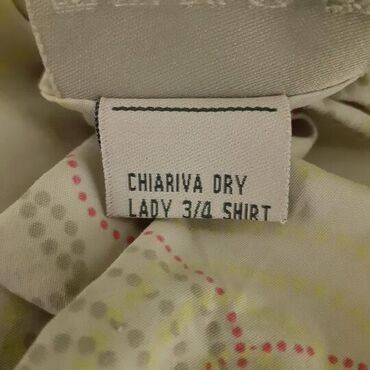 CHIARIVA DRY
LADY 3/4 SHIRT